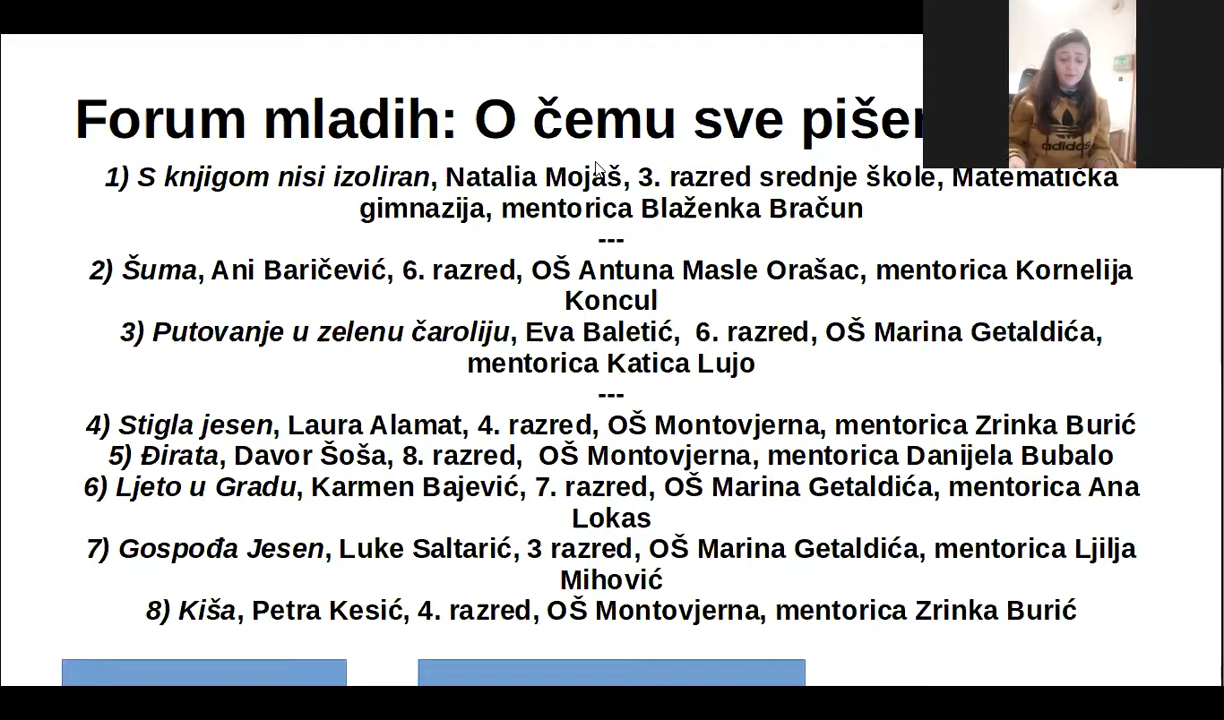 Forum mladih: O čemu sve
1) S knjigom nisi izoliran, Natalia Mojaš, 3. razred srednje škole, Matematička
gimnazija, mentorica Blaženka Bračun
---
2) Šuma, Ani Baričević, 6. razred, OŠ Antuna Masle Orašac, mentorica Kornelija
Koncul
3) Putovanje u zelenu čaroliju, Eva Baletić,  6. razred, OŠ Marina Getaldića,
mentorica Katica Lujo
---
4) Stigla jesen, Laura Alamat, 4. razred, OŠ Montovjerna, mentorica Zrinka Burić
5) Đirata, Davor Šoša, 8. razred,  OŠ Montovjerna, mentorica Danijela Bubalo
6) Ljeto u Gradu, Karmen Bajević, 7. razred, OŠ Marina Getaldića, mentorica Ana
Lokas
7) Gospođa Jesen, Luke Saltarić, 3 razred, OŠ Marina Getaldića, mentorica Ljilja
Mihović
8) Kiša, Petra Kesić, 4. razred, OŠ Montovjerna, mentorica Zrinka Burić
adidas